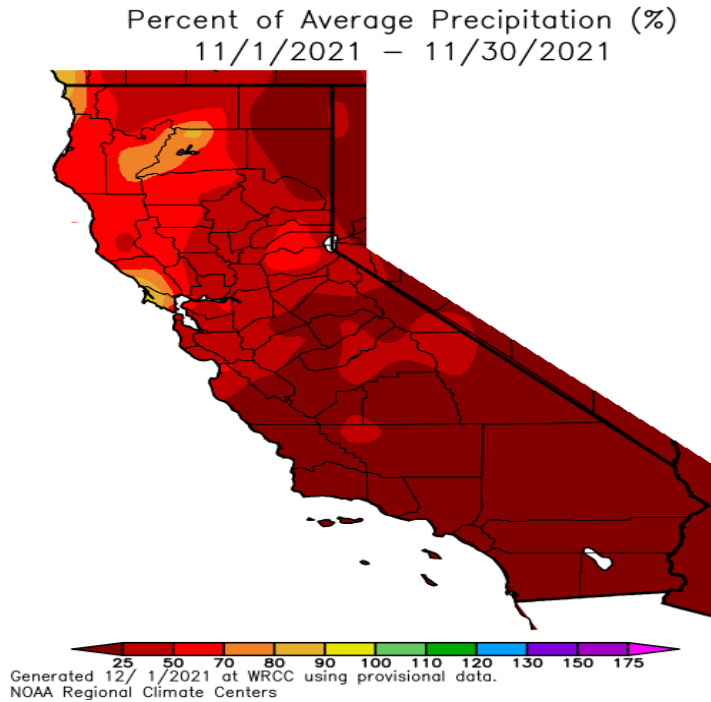 Percent of Average Precipitation (%)
11/1/2021 – 11/30/2021
25 50 70 80 90 100 110 120 130 150 175
Generated 12/ 1/2021 at WRCC using provisional data.
NOAA Regional Climate Centers